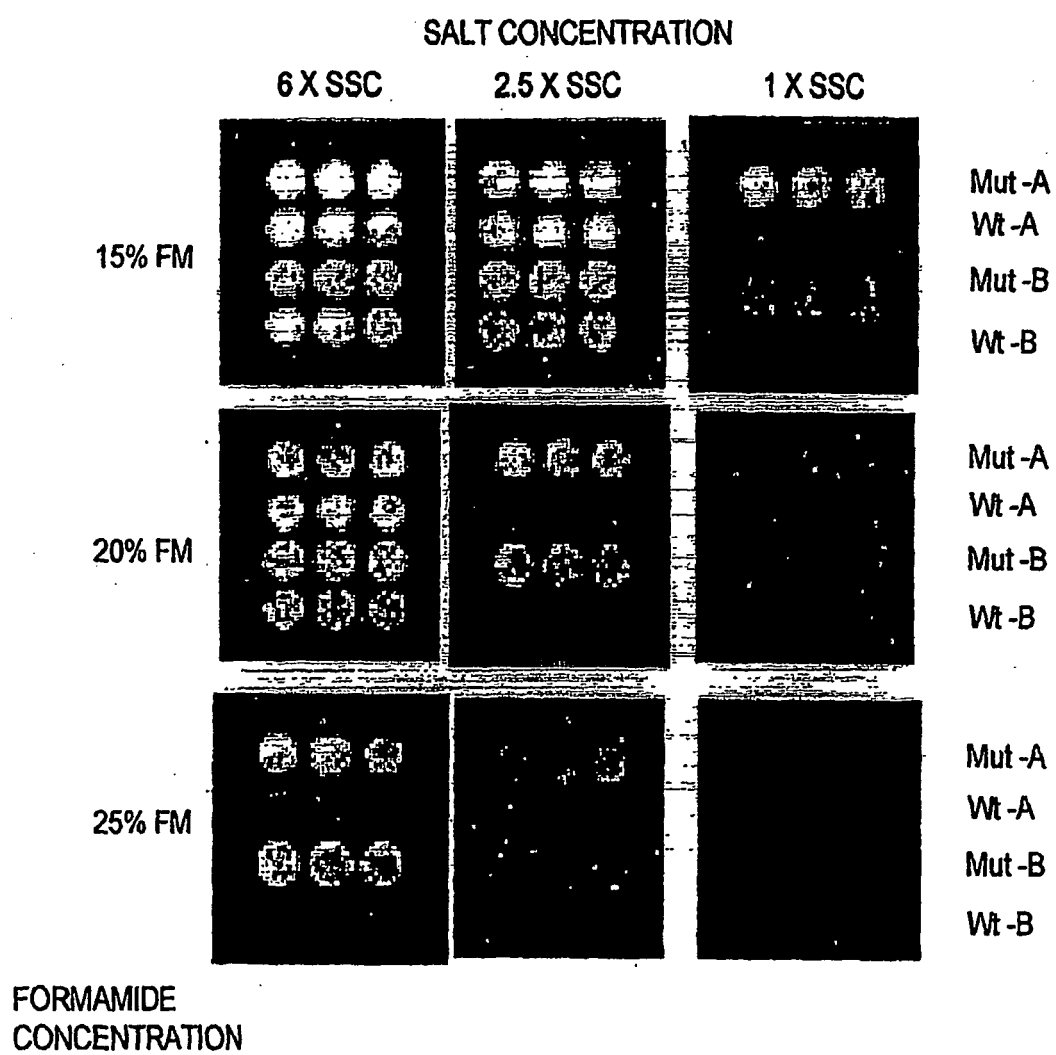 SALT CONCENTRATION
6 X SSC 2.5 X SSC 1 X SSC
15% FM
Mut-A
Wt-A
Mut-B
Wt-B
20% FM
Mut-A
Wt-A
Mut-B
Wt-B
25% FM
Mut-A
Wt-A
Mut-B
Wt-B
FORMAMIDE
CONCENTRATION